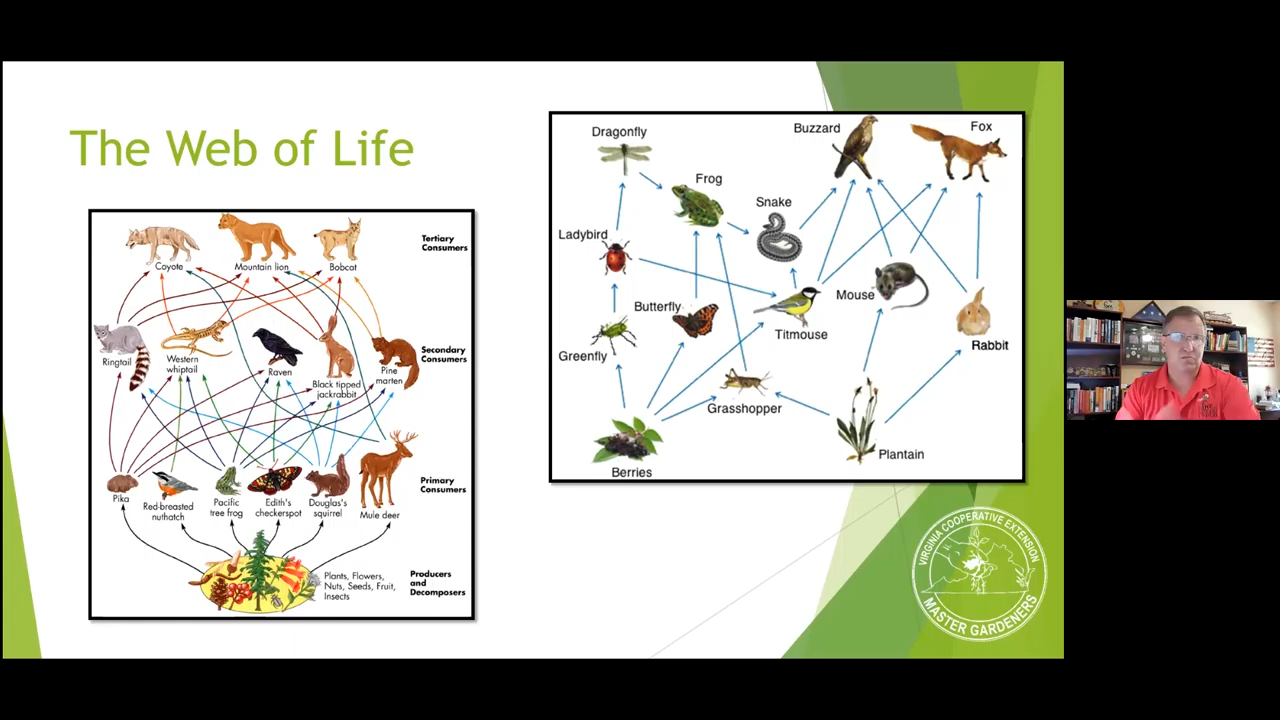 The Web of Life
Coyote
Mountain lion
Bobcat
Tertiary
Consumers
Ringtail
Western
whiptail
Raven
Black tipped
jackrabbit
Pine
marten
Secondary
Consumers
Pika
Red-breasted
nuthatch
Pacific
tree frog
Edith's
checkerspot
Douglas's
squirrel
Mule deer
Primary
Consumers
Plants, Flowers,
Nuts, Seeds, Fruit,
Insects
Producers
and
Decomposers
Dragonfly
Buzzard
Fox
Frog
Snake
Ladybird
Butterfly
Mouse
Titmouse
Rabbit
Greenfly
Grasshopper
Berries
Plantain
VIRGINIA COOPERATIVE EXTENSION
MASTER GARDENERS